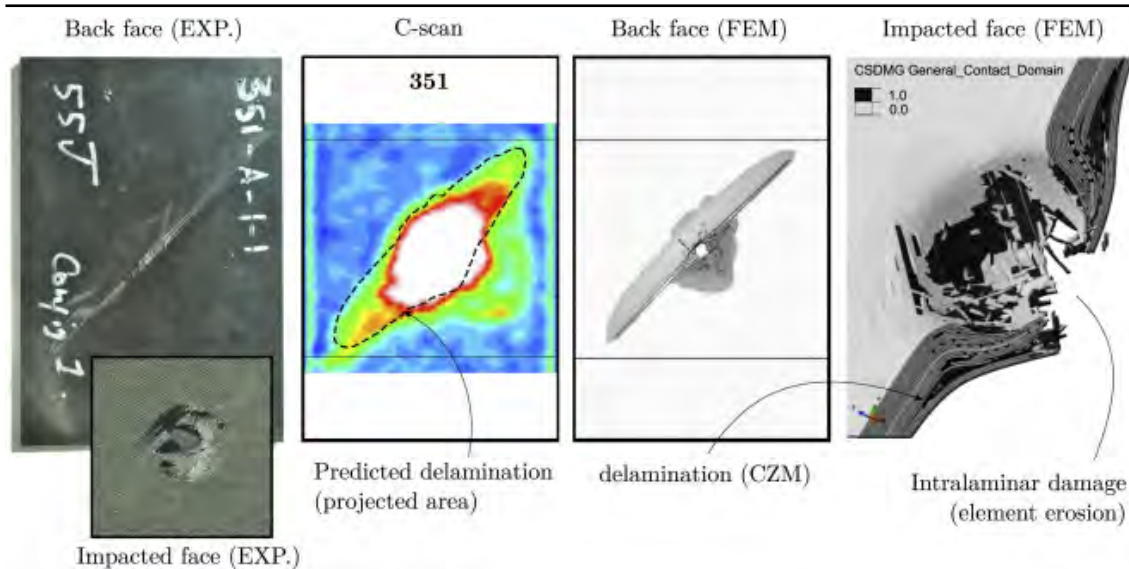 Back face (EXP.)
C-scan
Back face (FEM)
Impacted face (FEM)
351-A-1-1
55J
Config 1
351
CSDMG General_Contact_Domain
1.0
0.0
Predicted delamination
(projected area)
delamination (CZM)
Intralaminar damage
(element erosion)
Impacted face (EXP.)